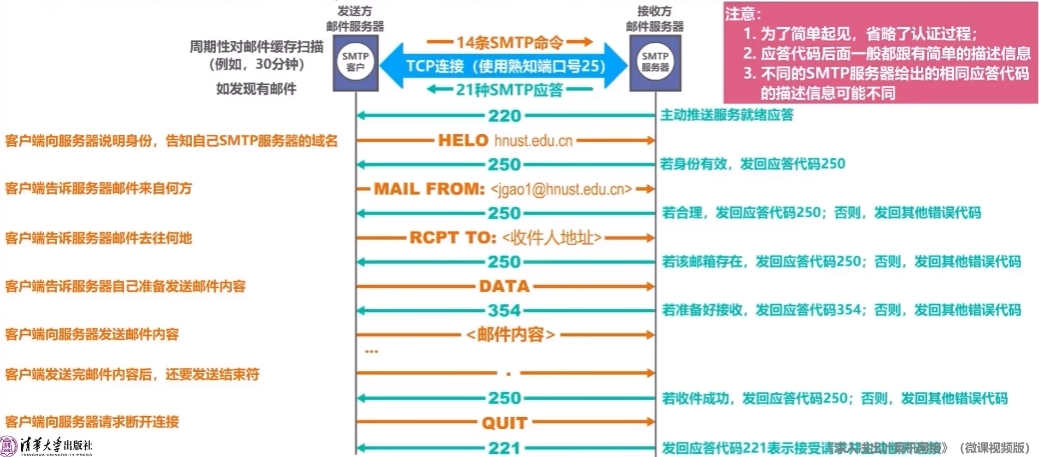 发送方
邮件服务器
接收方
邮件服务器
注意：
1. 为了简单起见，省略了认证过程；
2. 应答代码后面一般都跟有简单的描述信息
3. 不同的SMTP服务器给出的相同应答代码
的描述信息可能不同
周期性对邮件缓存扫描
（例如，30分钟）
如发现有邮件
SMTP
客户
14条SMTP命令
TCP连接（使用熟知端口号25）
21种SMTP应答
SMTP
服务器
220
主动推送服务就绪应答
客户端向服务器说明身份，告知自己SMTP服务器的域名
HELO hnust.edu.cn
250
若身份有效，发回应答代码250
客户端告诉服务器邮件来自何方
MAIL FROM: <jgao1@hnust.edu.cn>
250
若合理，发回应答代码250；否则，发回其他错误代码
客户端告诉服务器邮件去往何地
RCPT TO: <收件人地址>
250
若该邮箱存在，发回应答代码250；否则，发回其他错误代码
客户端告诉服务器自己准备发送邮件内容
DATA
354
若准备好接收，发回应答代码354；否则，发回其他错误代码
客户端向服务器发送邮件内容
<邮件内容>
...
客户端发送完邮件内容后，还要发送结束符
.
250
若收件成功，发回应答代码250；否则，发回其他错误代码
客户端向服务器请求断开连接
QUIT
清华大学出版社
221
发回应答代码221表示接受请求
（微课视频版）